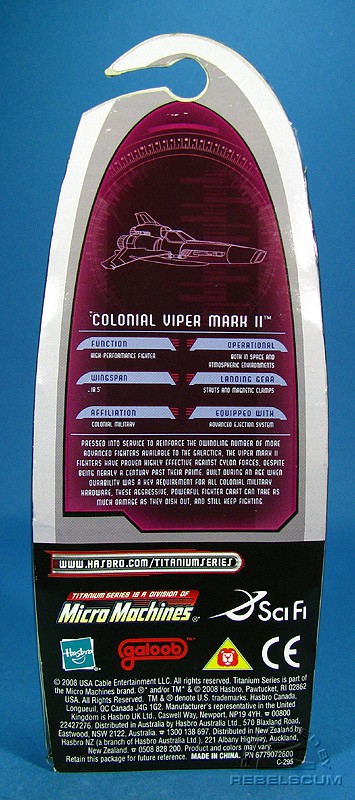 "COLONIAL VIPER MARK II™
FUNCTION
HIGH-PERFORMANCE FIGHTER
OPERATIONAL
BOTH IN SPACE AND
ATMOSPHERIC ENVIRONMENTS
WINGSPAN
18.5'
LANDING GEAR
STRUTS AND MAGNETIC CLAMPS
AFFILIATION
COLONIAL MILITARY
EQUIPPED WITH
ADVANCED EJECTION SYSTEM
PRESSED INTO SERVICE TO REINFORCE THE DWINDLING NUMBER OF MORE
ADVANCED FIGHTERS AVAILABLE TO THE GALACTICA, THE VIPER MARK II
FIGHTERS HAVE PROVEN HIGHLY EFFECTIVE AGAINST CYLON FORCES, DESPITE
BEING NEARLY A CENTURY PAST THEIR PRIME. BUILT DURING AN AGE WHEN
DURABILITY WAS A KEY REQUIREMENT FOR ALL COLONIAL MILITARY
HARDWARE, THESE AGGRESSIVE, POWERFUL FIGHTER CRAFT CAN TAKE AS
MUCH DAMAGE AS THEY DISH OUT, AND STILL KEEP FIGHTING.
WWW.HASBRO.COM/TITANIUMSERIES
TITANIUM SERIES IS A DIVISION OF
Micro Machines®
SCI FI
Hasbro
galoob™
CE
© 2008 USA Cable Entertainment LLC. All rights reserved. Titanium Series is part of
the Micro Machines brand. ®* and/or TM* & © 2008 Hasbro, Pawtucket, RI 02862
USA. All Rights Reserved. TM & ® denote U.S. trademarks. Hasbro Canada,
Longueuil, QC Canada J4G 1G2. Manufacturer's representation in the United
Kingdom is Hasbro UK Ltd., Caswell Way, Newport, NP19 4YH. ☎ 00800
22427276. Distributed in Australia by Hasbro Australia Ltd., 570 Blaxland Road,
Eastwood, NSW 2122, Australia. ☎ 1300 138 697. Distributed in New Zealand by
Hasbro NZ (a branch of Hasbro Australia Ltd.), 221 Albany Highway, Auckland,
New Zealand. ☎ 0508 828 200. Product and colors may vary.
Retain this package for future reference. MADE IN CHINA. PN 6779072600
C-295
REBELSCUM